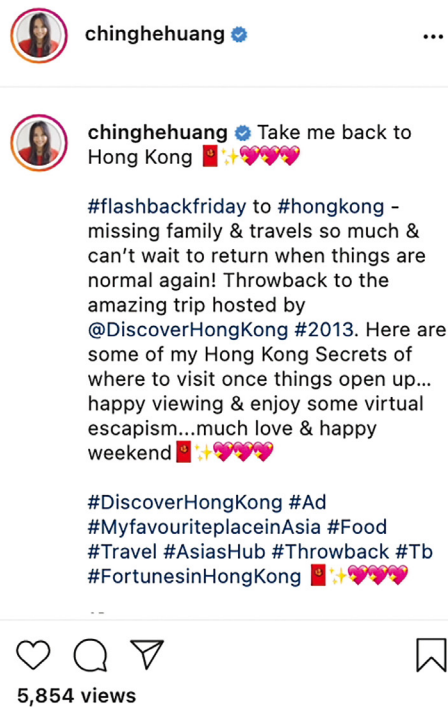 chinghuang
chinghehuang Take me back to
Hong Kong 🧧✨💖💖💖
#flashbackfriday to #hongkong -
missing family & travels so much &
can't wait to return when things are
normal again! Throwback to the
amazing trip hosted by
@DiscoverHongKong #2013. Here are
some of my Hong Kong Secrets of
where to visit once things open up...
happy viewing & enjoy some virtual
escapism...much love & happy
weekend🧧✨💖💖💖
#DiscoverHongKong #Ad
#MyfavouriteplaceinAsia #Food
#Travel #AsiasHub #Throwback #Tb
#FortunesinHongKong 🧧✨💖💖💖
5,854 views